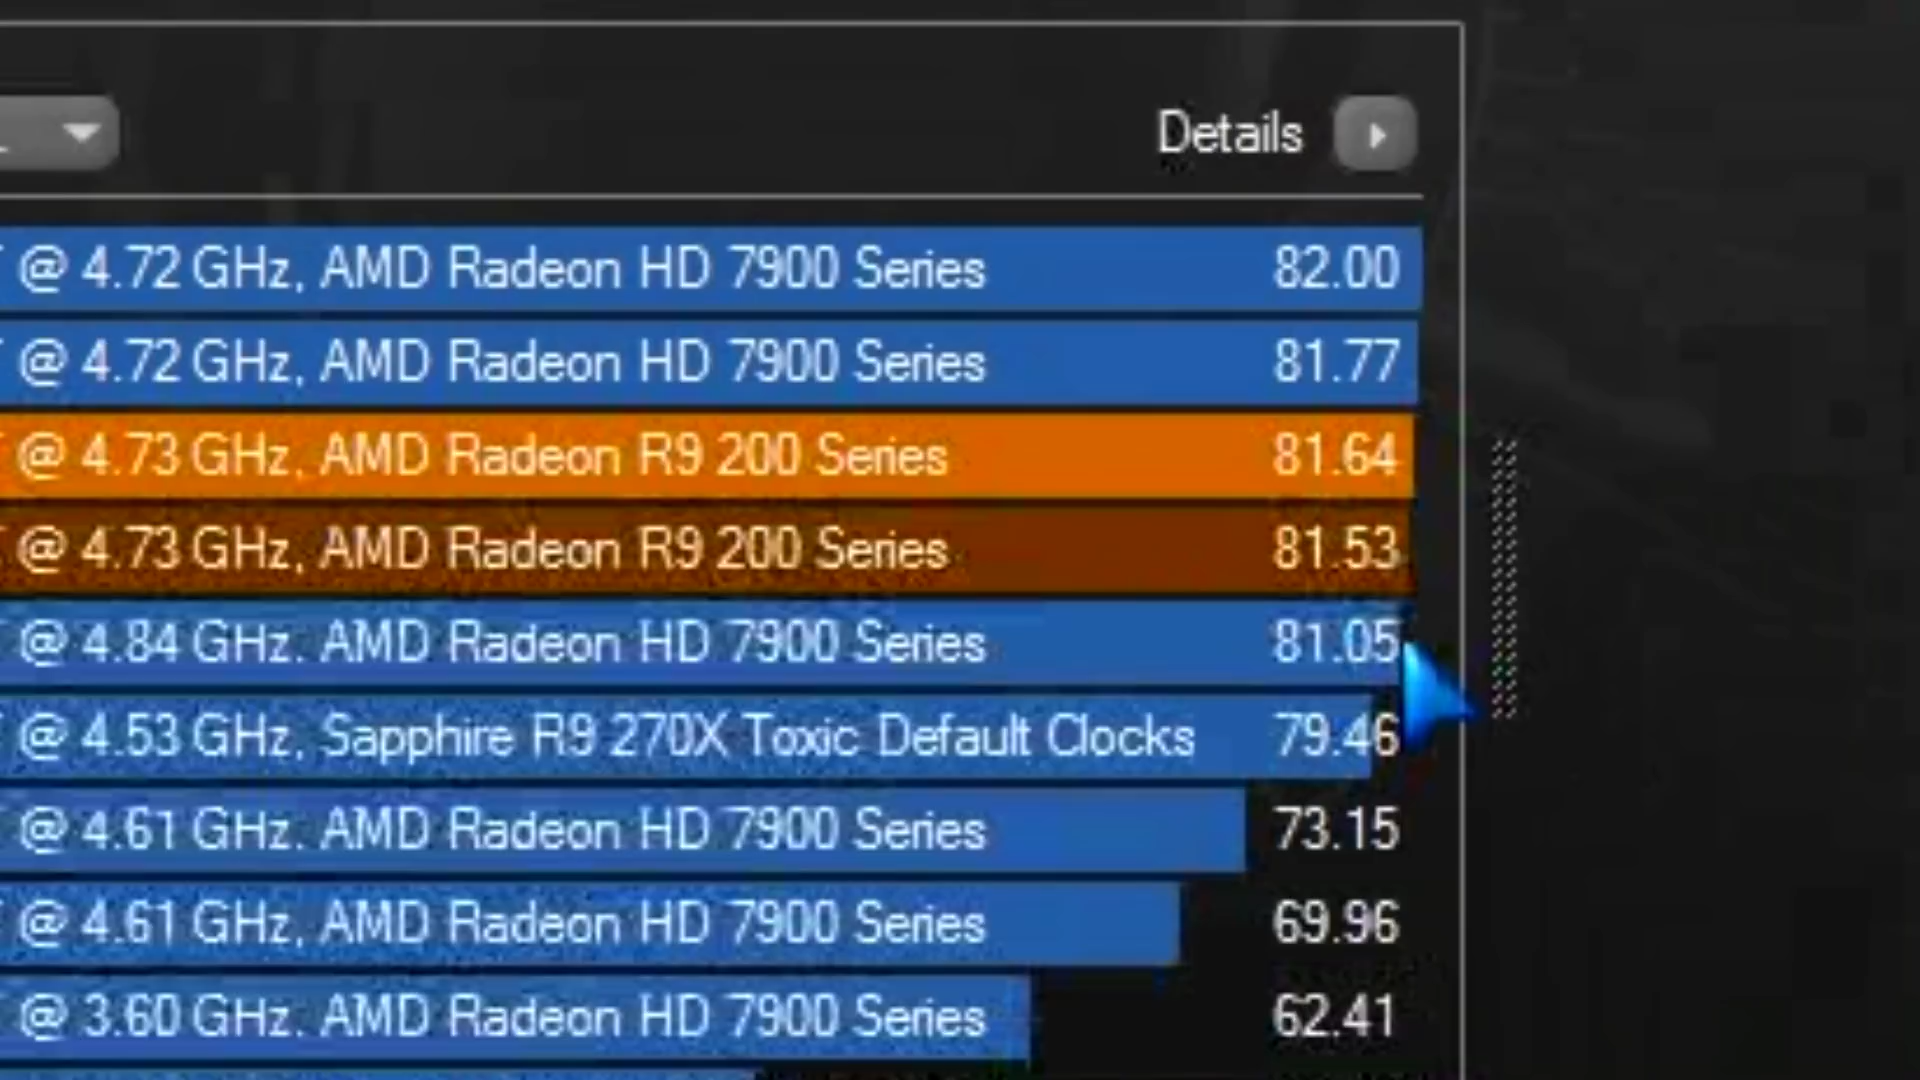 Details
@ 4.72 GHz, AMD Radeon HD 7900 Series 82.00
@ 4.72 GHz, AMD Radeon HD 7900 Series 81.77
@ 4.73 GHz, AMD Radeon R9 200 Series 81.64
@ 4.73 GHz, AMD Radeon R9 200 Series 81.53
@ 4.84 GHz, AMD Radeon HD 7900 Series 81.05
@ 4.53 GHz, Sapphire R9 270X Toxic Default Clocks 79.46
@ 4.61 GHz, AMD Radeon HD 7900 Series 73.15
@ 4.61 GHz, AMD Radeon HD 7900 Series 69.96
@ 3.60 GHz, AMD Radeon HD 7900 Series 62.41